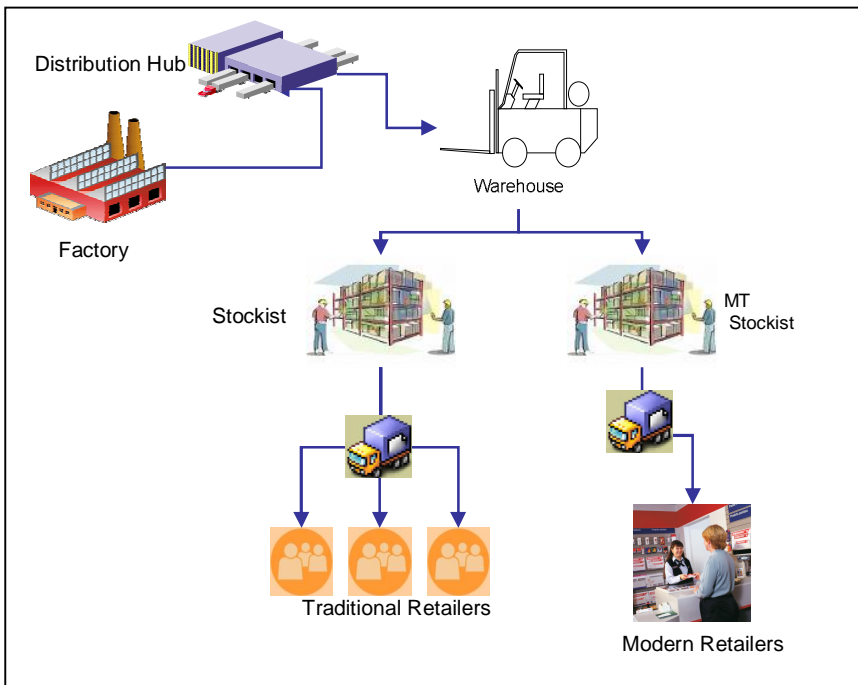 Distribution Hub
Factory
Warehouse
Stockist
MT
Stockist
Traditional Retailers
Modern Retailers